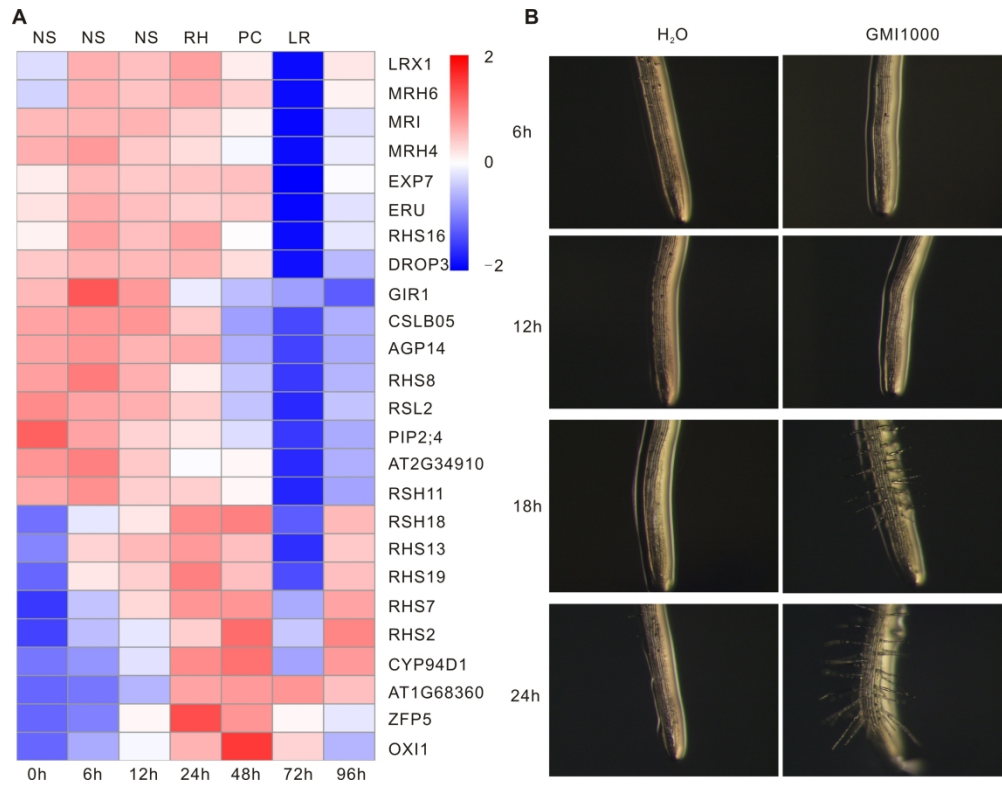 A
NS NS NS RH PC LR
LRX1
MRH6
MRI
MRH4
EXP7
ERU
RHS16
DROP3
GIR1
CSLB05
AGP14
RHS8
RSL2
PIP2;4
AT2G34910
RSH11
RSH18
RHS13
RHS19
RHS7
RHS2
CYP94D1
AT1G68360
ZFP5
OXI1
0h 6h 12h 24h 48h 72h 96h
2
0
−2
B
H₂O GMI1000
6h
12h
18h
24h